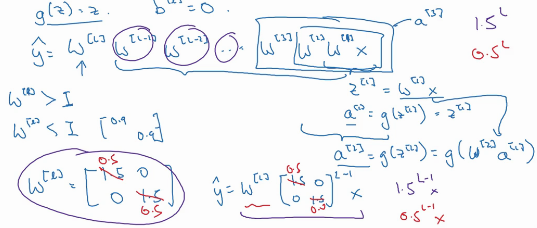 g(z) = z. b^[l] = 0.
ŷ = W^[L] W^[L-1] W^[L-2] ... W^[3] W^[2] W^[1] x
a^[3]
1.5^L
0.5^L
z^[1] = W^[1] x
a^[1] = g(z^[1]) = z^[1]
a^[2] = g(z^[2]) = g(W^[2] a^[1])
W^[l] > I
W^[l] < I [0.9 0.9]
W^[l] = [1.5 0
0 1.5]
0.5
0.5
ŷ = W^[L] [1.5 0
0 1.5]^L-1 x
0.5
0.5
1.5^L-1 x
0.5^L-1 x